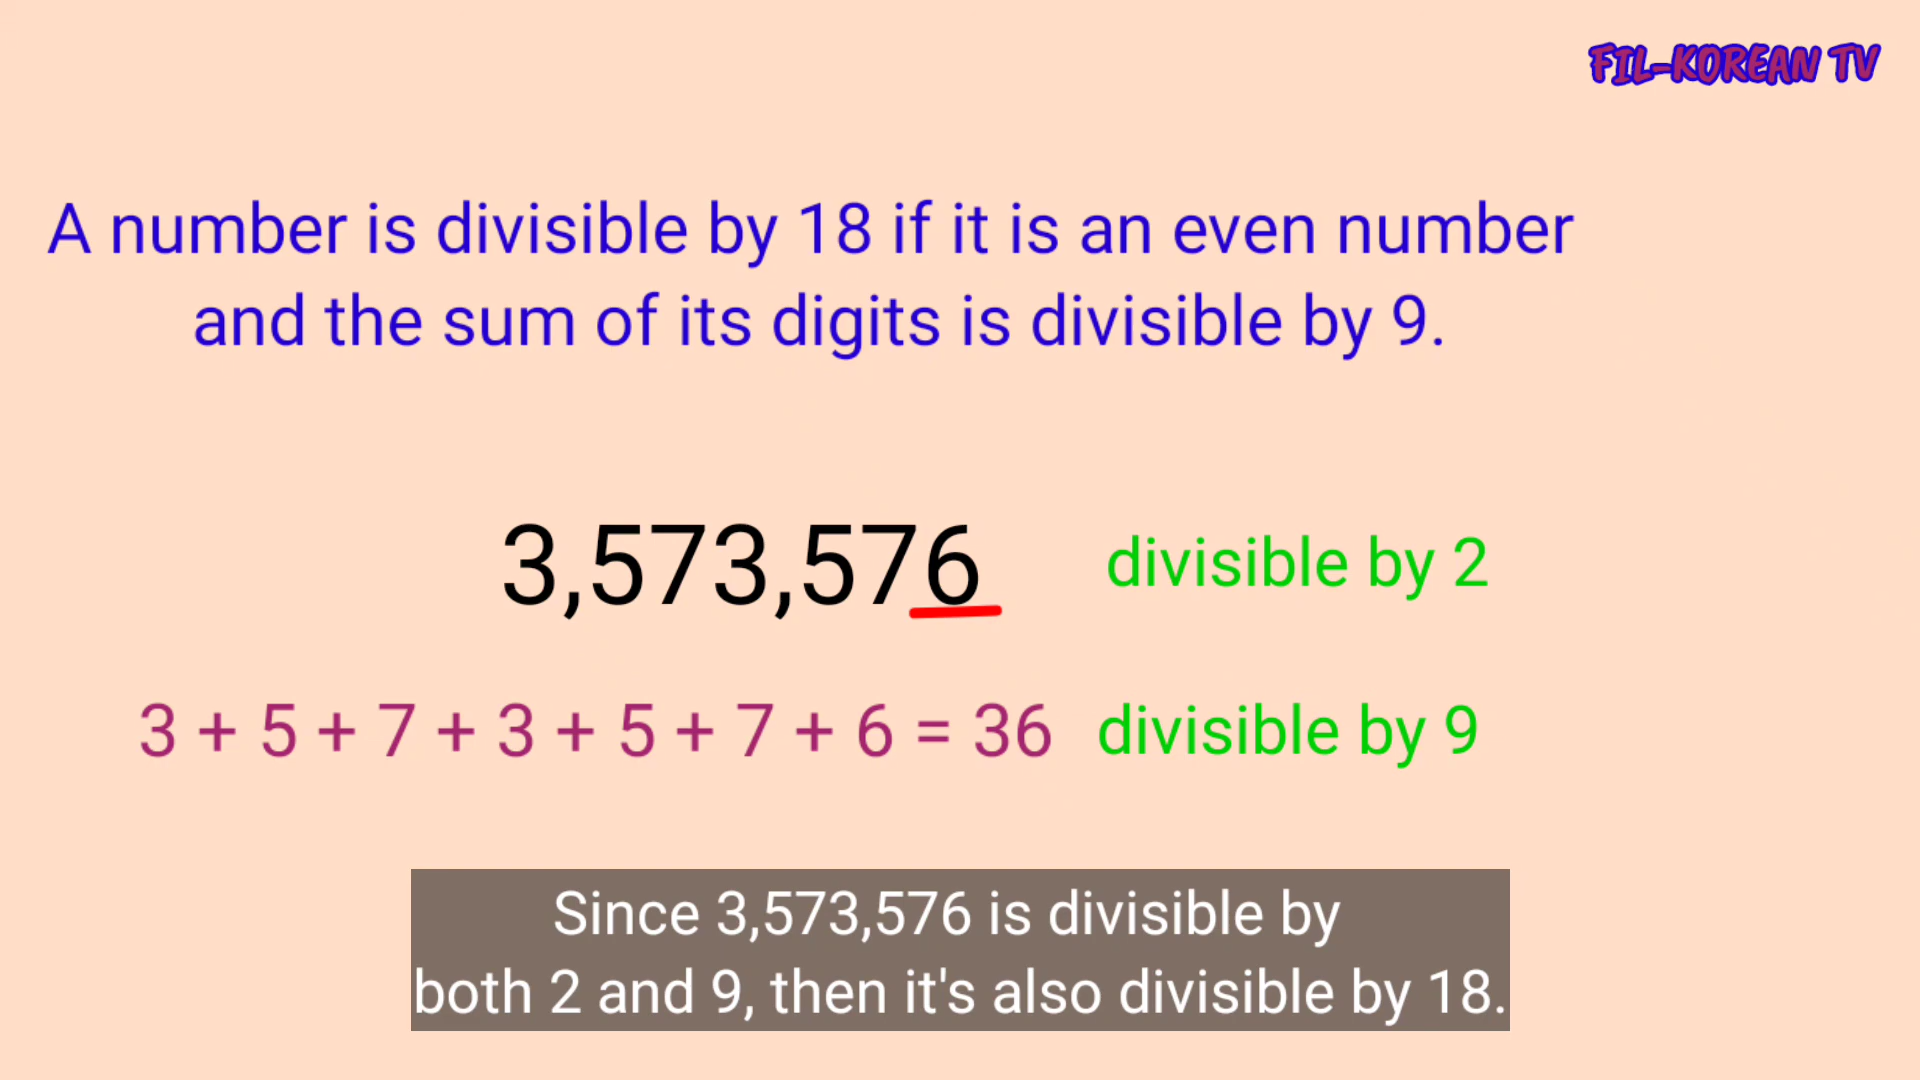 FIL-KOREAN TV
A number is divisible by 18 if it is an even number
and the sum of its digits is divisible by 9.
3,573,576 divisible by 2
3 + 5 + 7 + 3 + 5 + 7 + 6 = 36 divisible by 9
Since 3,573,576 is divisible by
both 2 and 9, then it's also divisible by 18.